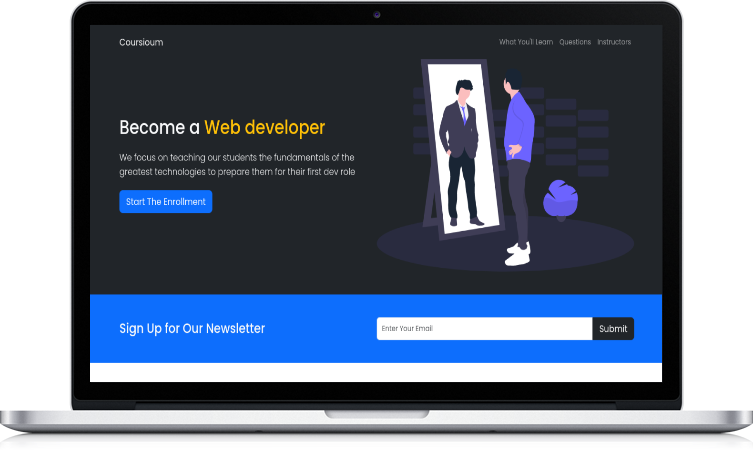 Coursioum
What You'll Learn Questions Instructors
Become a Web developer
We focus on teaching our students the fundamentals of the
greatest technologies to prepare them for their first dev role
Start The Enrollment
Sign Up for Our Newsletter
Enter Your Email
Submit